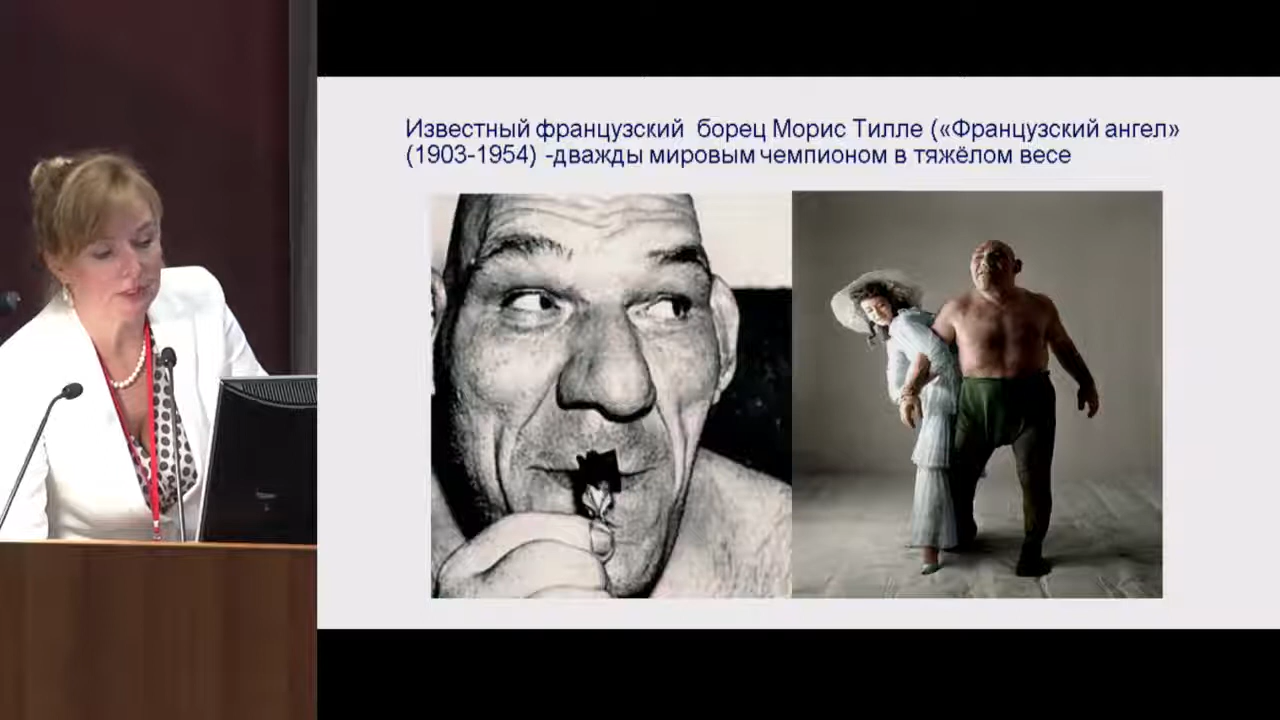 Известный французский борец Морис Тилле («Французский ангел»
(1903-1954) -дважды мировым чемпионом в тяжёлом весе